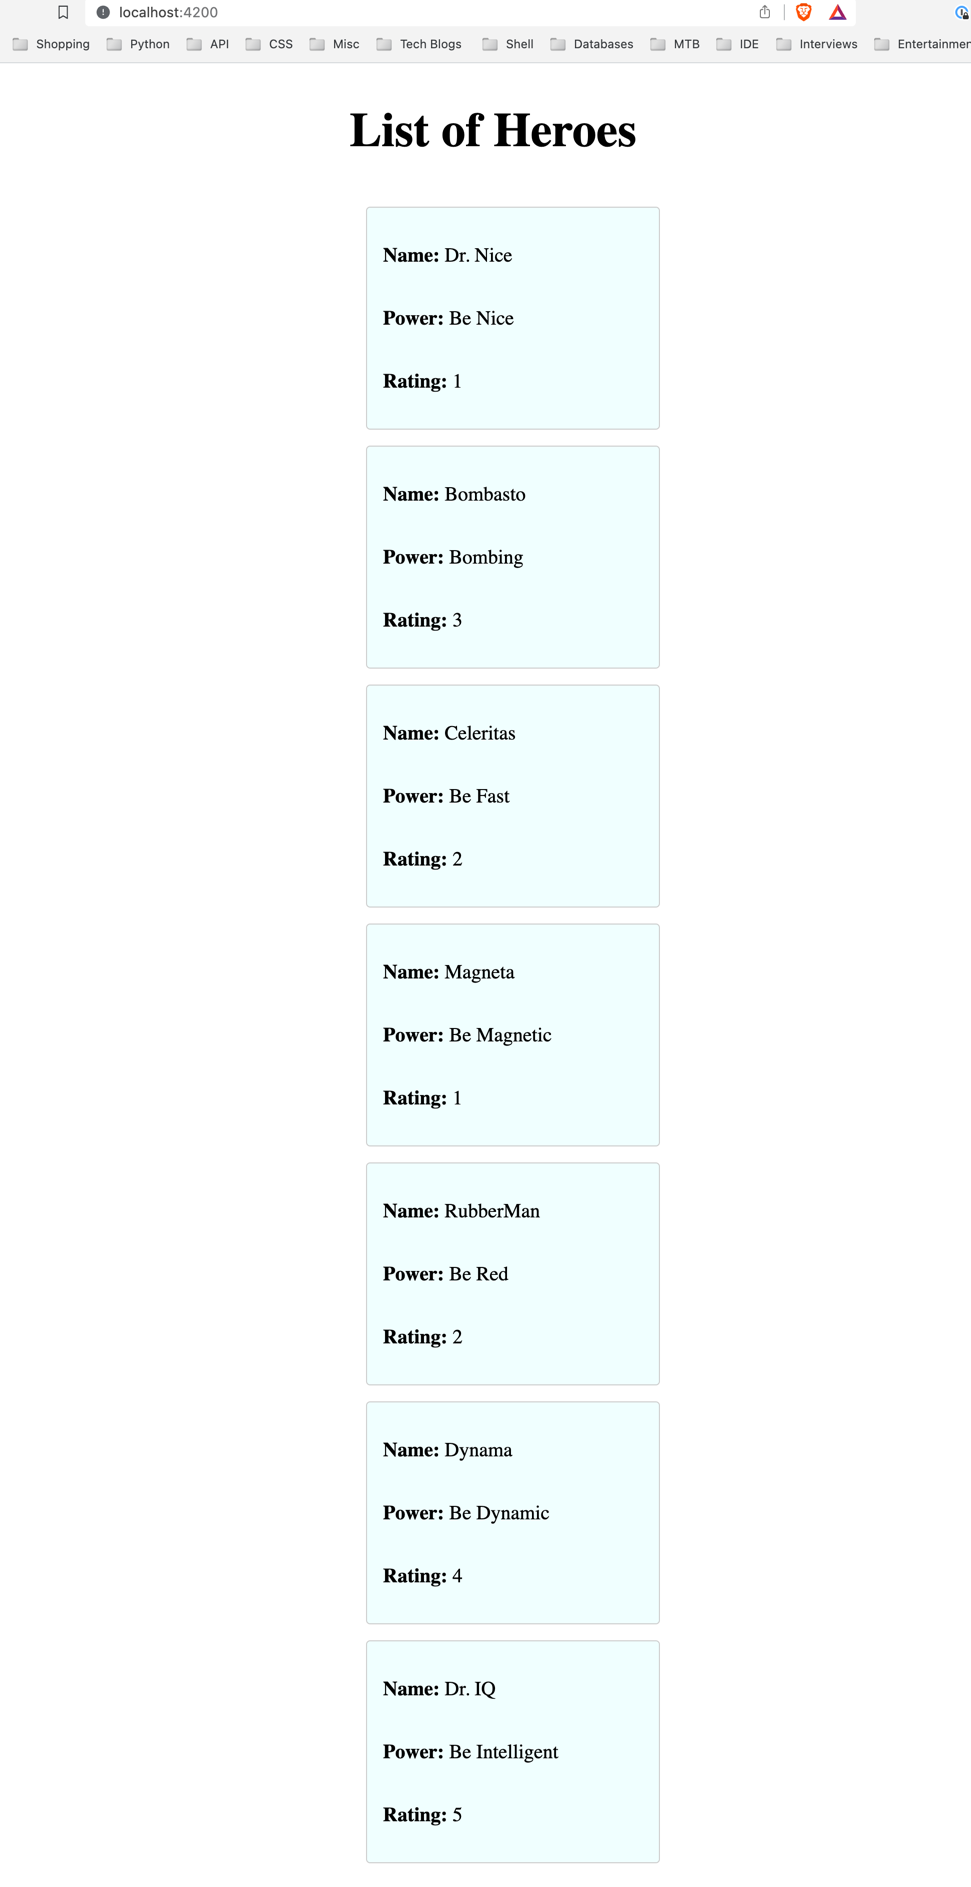 localhost:4200
Shopping Python API CSS Misc Tech Blogs Shell Databases MTB IDE Interviews Entertainmen
List of Heroes
Name: Dr. Nice
Power: Be Nice
Rating: 1
Name: Bombasto
Power: Bombing
Rating: 3
Name: Celeritas
Power: Be Fast
Rating: 2
Name: Magneta
Power: Be Magnetic
Rating: 1
Name: RubberMan
Power: Be Red
Rating: 2
Name: Dynama
Power: Be Dynamic
Rating: 4
Name: Dr. IQ
Power: Be Intelligent
Rating: 5